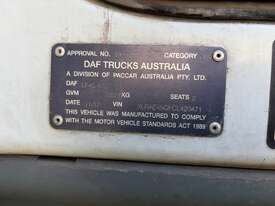 APPROVAL NO. CATEGORY
DAF TRUCKS AUSTRALIA
A DIVISION OF PACCAR AUSTRALIA PTY. LTD.
DAF
GVM KG SEATS
DATE VIN
THIS VEHICLE WAS MANUFACTURED TO COMPLY
WITH THE MOTOR VEHICLE STANDARDS ACT 1989